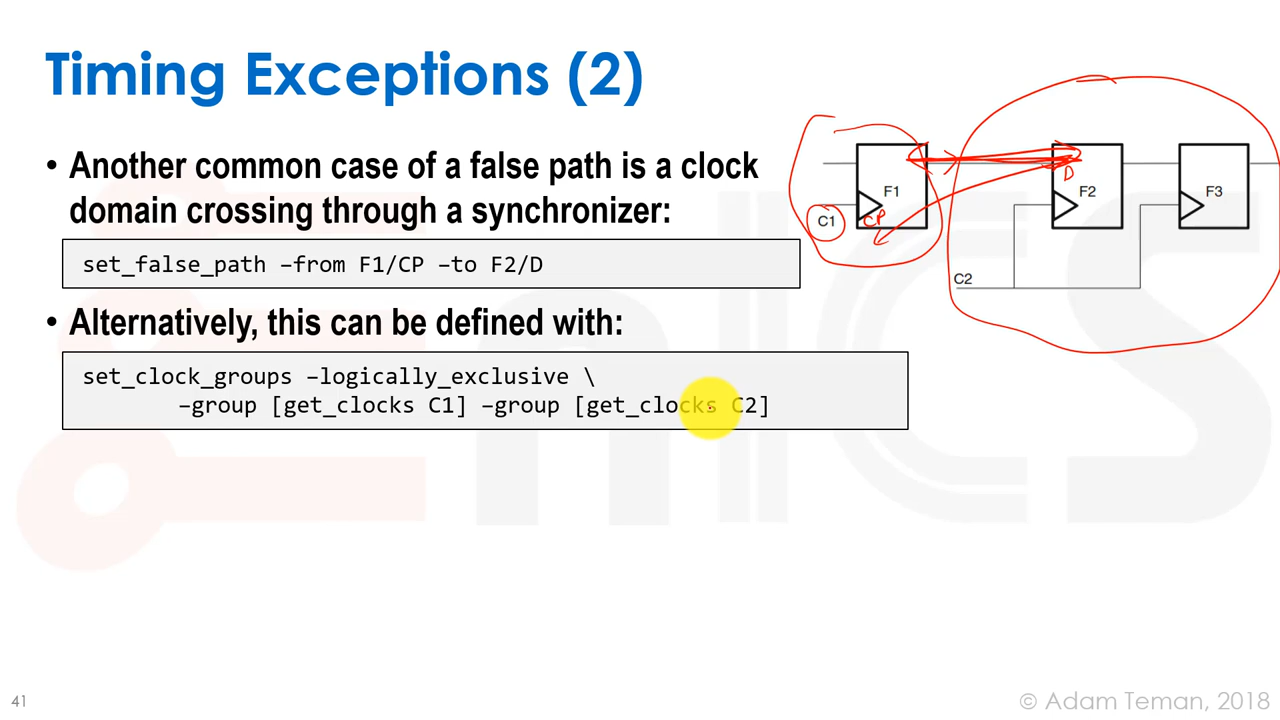 Timing Exceptions (2)
• Another common case of a false path is a clock
domain crossing through a synchronizer:
set_false_path –from F1/CP –to F2/D
• Alternatively, this can be defined with:
set_clock_groups –logically_exclusive \
–group [get_clocks C1] –group [get_clocks C2]
F1
F2
F3
C1
CP
D
C2
EnICS
41
© Adam Teman, 2018